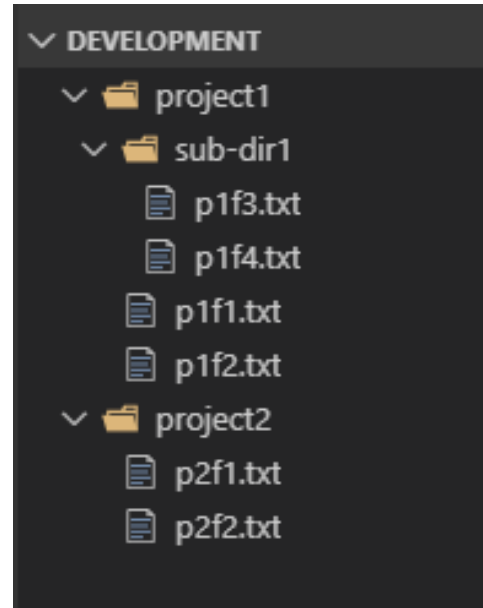 DEVELOPMENT
project1
sub-dir1
p1f3.txt
p1f4.txt
p1f1.txt
p1f2.txt
project2
p2f1.txt
p2f2.txt